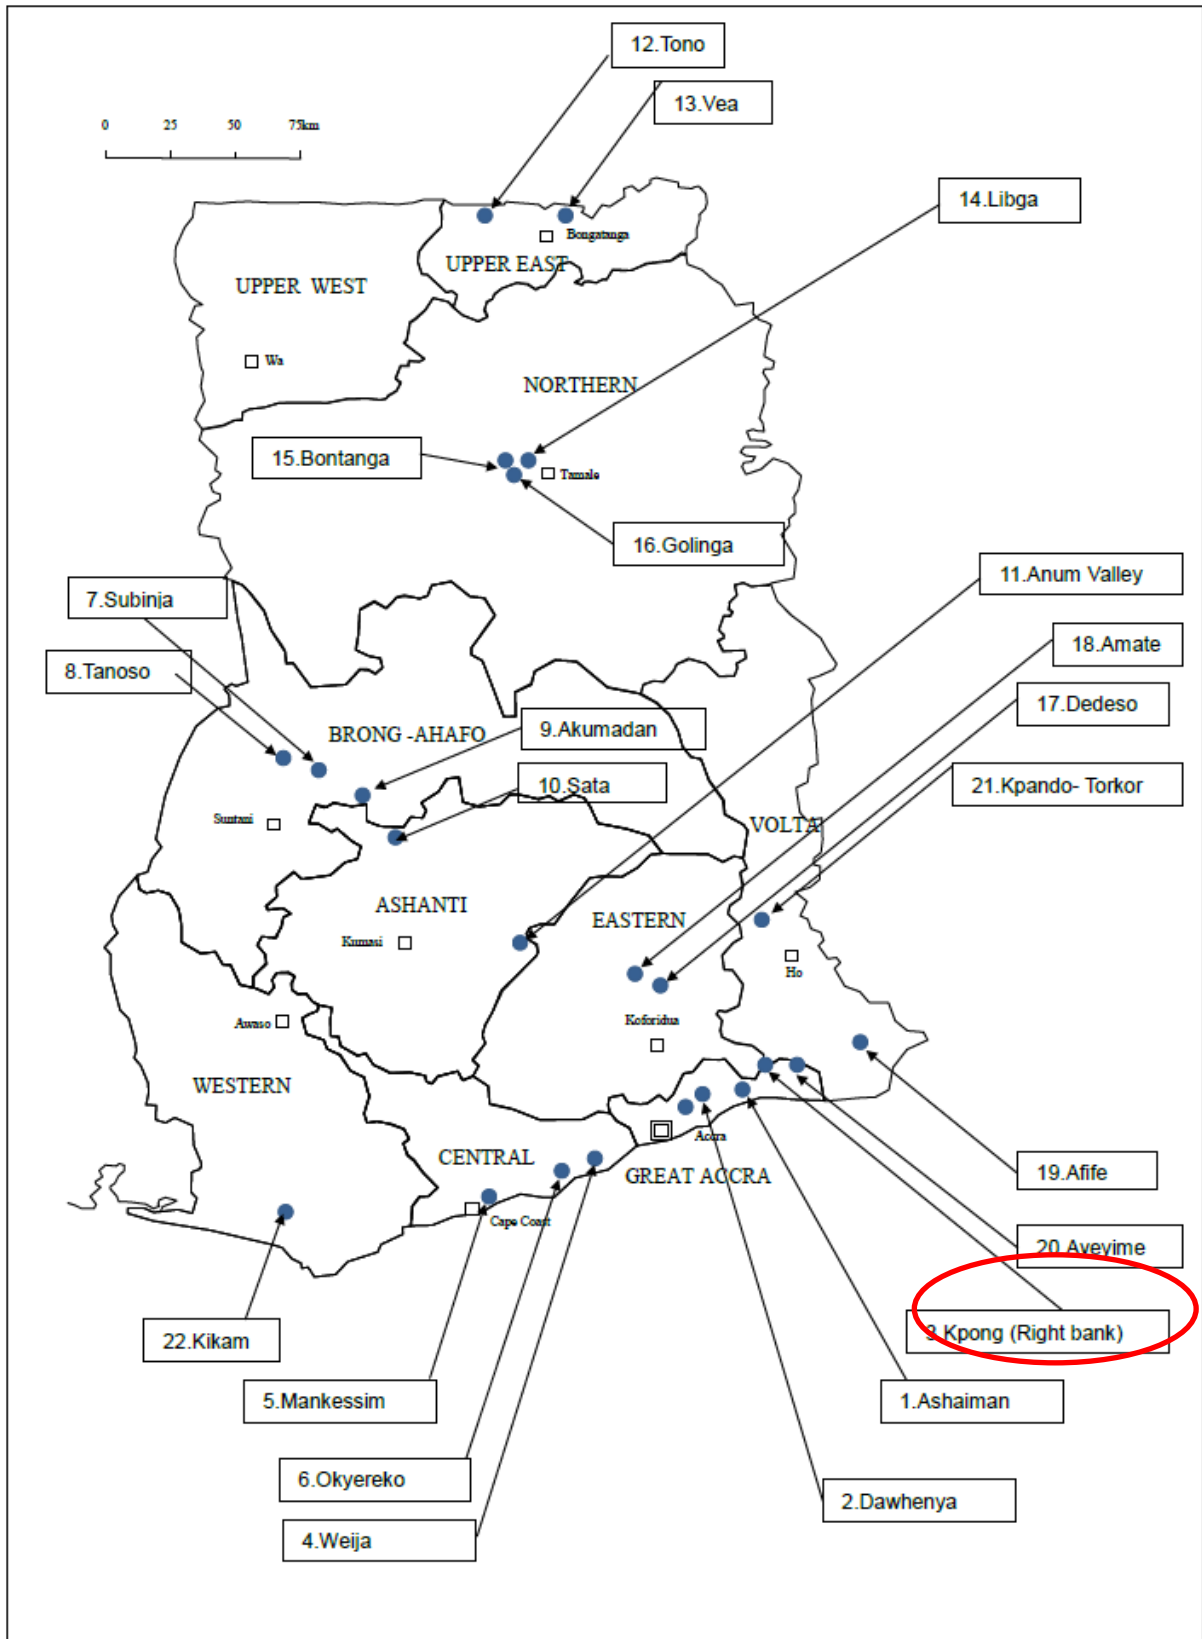 12.Tono
13.Vea
0 25 50 75km
14.Libga
Bongatanga
UPPER EAST
UPPER WEST
Wa
NORTHERN
15.Bontanga
Tamale
16.Golinga
11.Anum Valley
7.Subinja
18.Amate
8.Tanoso
17.Dedeso
9.Akumadan
BRONG -AHAFO
10.Sata
21.Kpando- Torkor
Suntani
VOLTA
ASHANTI
EASTERN
Kumasi
Ho
Awaso
Koforidua
WESTERN
Accra
CENTRAL
GREAT ACCRA
19.Afife
Cape Coast
20.Aveyime
3.Kpong (Right bank)
22.Kikam
5.Mankessim
1.Ashaiman
6.Okyereko
2.Dawhenya
4.Weija